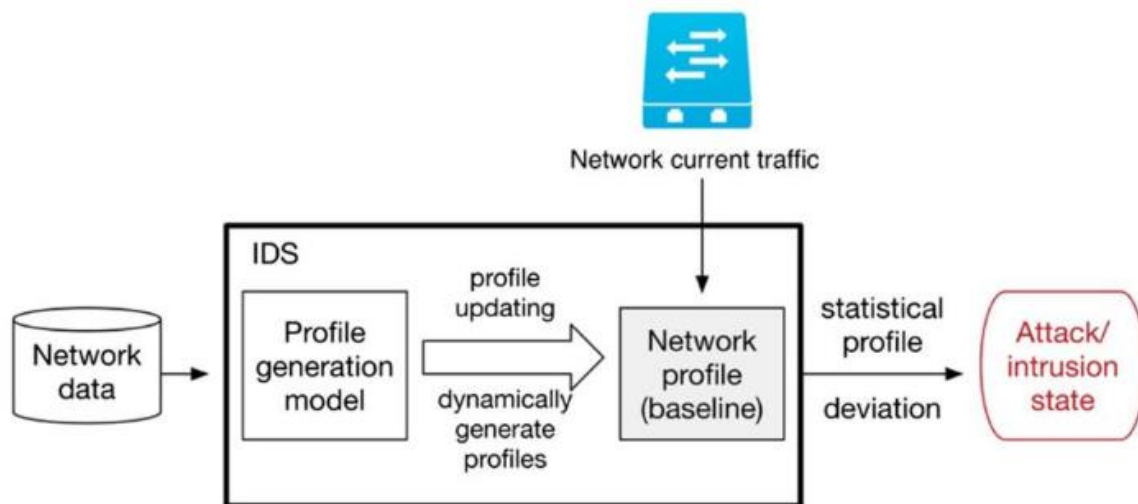 Network current traffic
IDS
Network
data
Profile
generation
model
profile
updating
dynamically
generate
profiles
Network
profile
(baseline)
statistical
profile
deviation
Attack/
intrusion
state